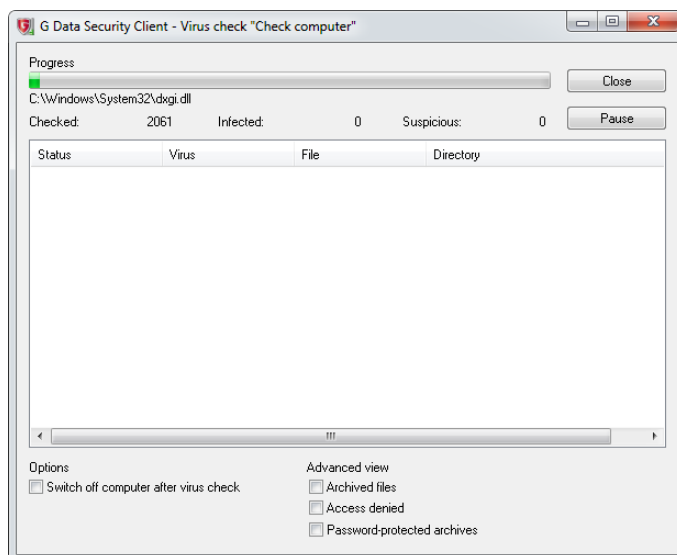 G Data Security Client - Virus check "Check computer"
Progress
Close
C:\Windows\System32\dxgi.dll
Checked: 2061 Infected: 0 Suspicious: 0
Pause
Status Virus File Directory
Options Advanced view
Switch off computer after virus check Archived files
Access denied
Password-protected archives